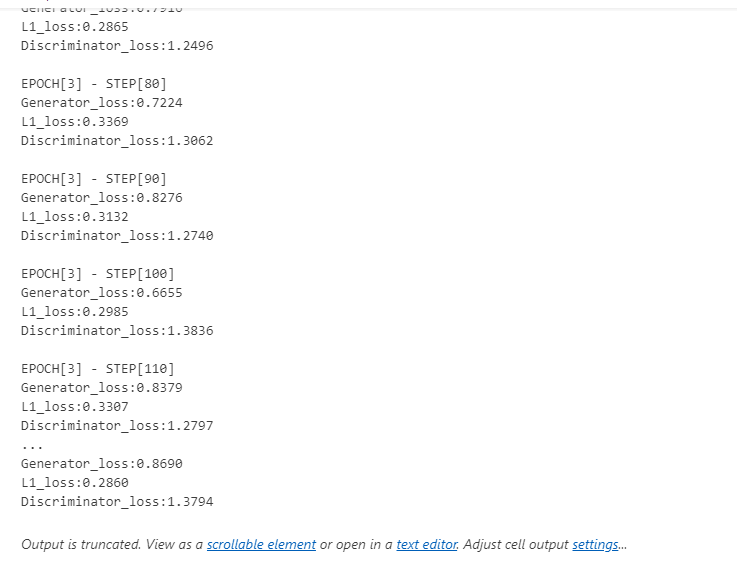 Generator_loss:0.7910
L1_loss:0.2865
Discriminator_loss:1.2496
EPOCH[3] - STEP[80]
Generator_loss:0.7224
L1_loss:0.3369
Discriminator_loss:1.3062
EPOCH[3] - STEP[90]
Generator_loss:0.8276
L1_loss:0.3132
Discriminator_loss:1.2740
EPOCH[3] - STEP[100]
Generator_loss:0.6655
L1_loss:0.2985
Discriminator_loss:1.3836
EPOCH[3] - STEP[110]
Generator_loss:0.8379
L1_loss:0.3307
Discriminator_loss:1.2797
...
Generator_loss:0.8690
L1_loss:0.2860
Discriminator_loss:1.3794
Output is truncated. View as a scrollable element or open in a text editor. Adjust cell output settings...